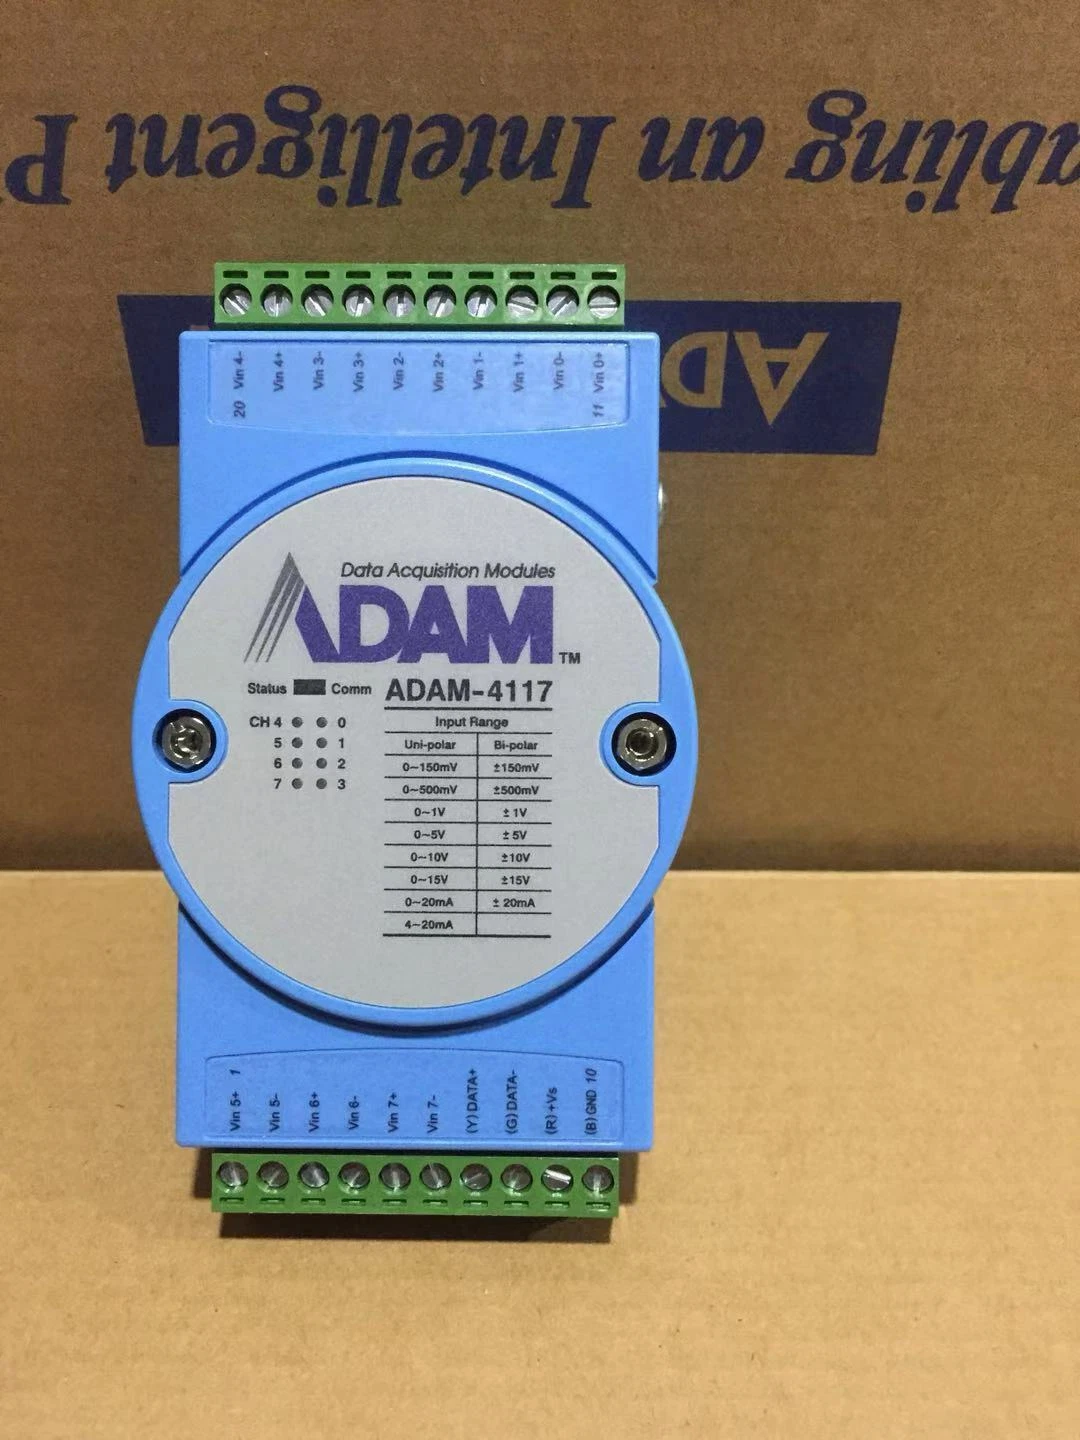 abling an Intelligent P
ADV
Vin 4- Vin 4+ Vin 3- Vin 3+ Vin 2- Vin 2+ Vin 1- Vin 1+ Vin 0- Vin 0+
20 11
Data Acquisition Modules
ADAM TM
Status Comm ADAM-4117
CH 4 0
5 1
6 2
7 3
Input Range
Uni-polar Bi-polar
0~150mV ±150mV
0~500mV ±500mV
0~1V ± 1V
0~5V ± 5V
0~10V ±10V
0~15V ±15V
0~20mA ± 20mA
4~20mA
1 10
Vin 5+ Vin 5- Vin 6+ Vin 6- Vin 7+ Vin 7- (Y) DATA+ (G) DATA- (R) +Vs (B) GND